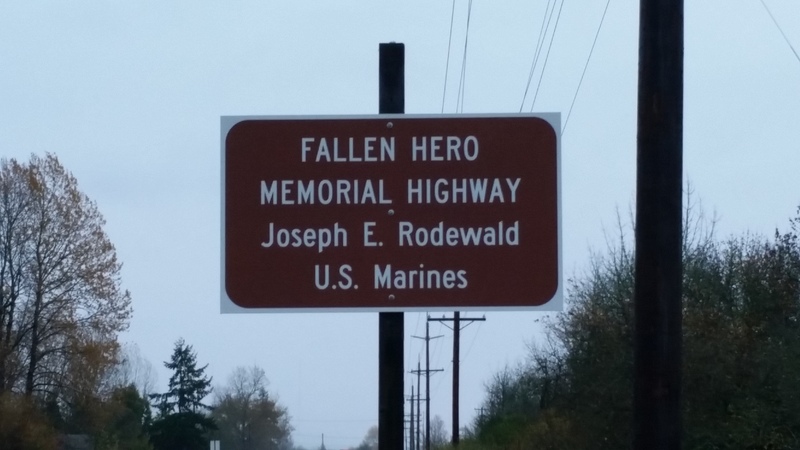 FALLEN HERO
MEMORIAL HIGHWAY
Joseph E. Rodewald
U.S. Marines